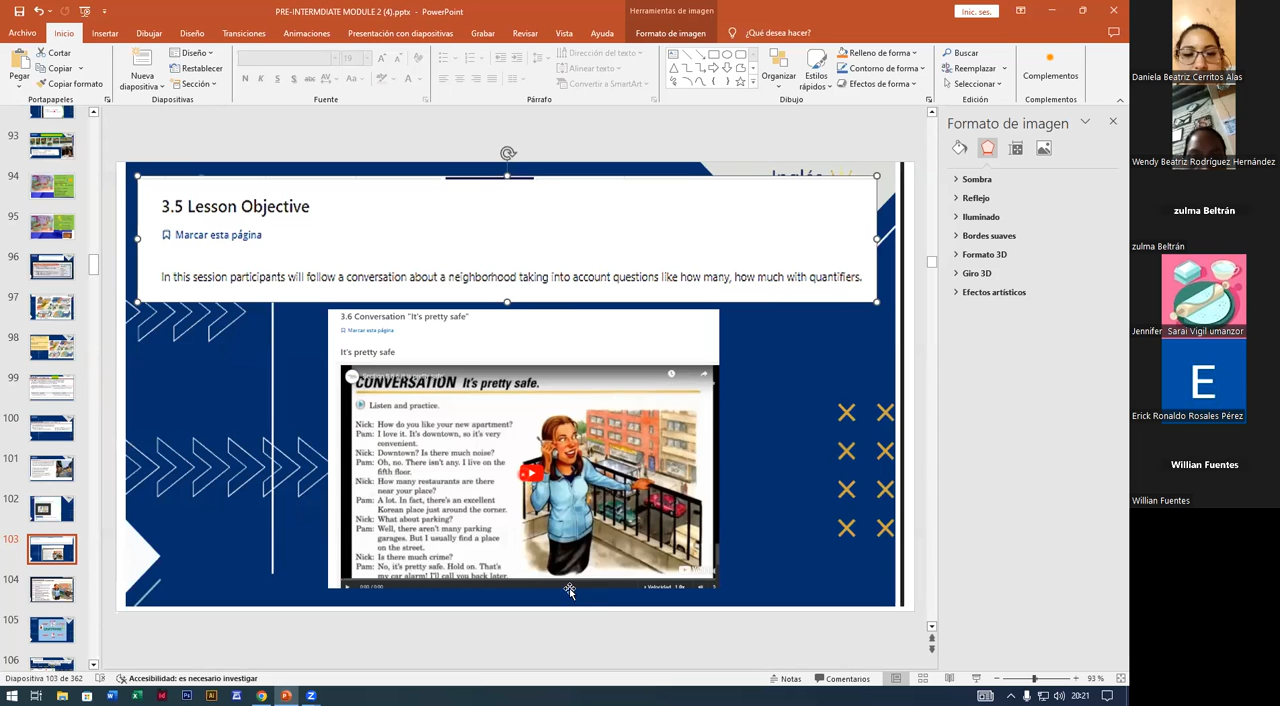 PRE-INTERMDIATE MODULE 2 (4).pptx - PowerPoint
Herramientas de imagen
Inic. ses.
Archivo Inicio Insertar Dibujar Diseño Transiciones Animaciones Presentación con diapositivas Grabar Revisar Vista Ayuda Formato de imagen ¿Qué desea hacer?
Pegar
Cortar
Copiar
Copiar formato
Portapapeles
Nueva diapositiva
Diseño
Restablecer
Sección
Diapositivas
19
N K S S abc AV Aa A
Fuente
Dirección del texto
Alinear texto
Convertir a SmartArt
Párrafo
Organizar
Estilos rápidos
Relleno de forma
Contorno de forma
Efectos de forma
Dibujo
Buscar
Reemplazar
Seleccionar
Edición
Complementos
Complementos
93
94
95
96
97
98
99
100
101
102
103
104
105
106
Inglés
3.5 Lesson Objective
Marcar esta página
In this session participants will follow a conversation about a neighborhood taking into account questions like how many, how much with quantifiers.
3.6 Conversation "It's pretty safe"
Marcar esta página
It's pretty safe
CONVERSATION It's pretty safe.
Listen and practice.
Nick: How do you like your new apartment?
Pam: I love it. It's downtown, so it's very
convenient.
Nick: Downtown? Is there much noise?
Pam: Oh, no. There isn't any. I live on the
fifth floor.
Nick: How many restaurants are there
near your place?
Pam: A lot. In fact, there's an excellent
Korean place just around the corner.
Nick: What about parking?
Pam: Well, there aren't many parking
garages. But I usually find a place
on the street.
Nick: Is there much crime?
Pam: No, it's pretty safe. Hold on. That's
my car alarm! I'll call you back later.
0:00 / 0:00
Velocidad 1.0x
Formato de imagen
Sombra
Reflejo
Iluminado
Bordes suaves
Formato 3D
Giro 3D
Efectos artísticos
Daniela Beatriz Cerritos Alas
Wendy Beatriz Rodríguez Hernández
zulma Beltrán
zulma Beltrán
Jennifer Sarai Vigil umanzor
E
Erick Ronaldo Rosales Pérez
Willian Fuentes
Willian Fuentes
Diapositiva 103 de 362
Accesibilidad: es necesario investigar
Notas
Comentarios
93 %
20:21